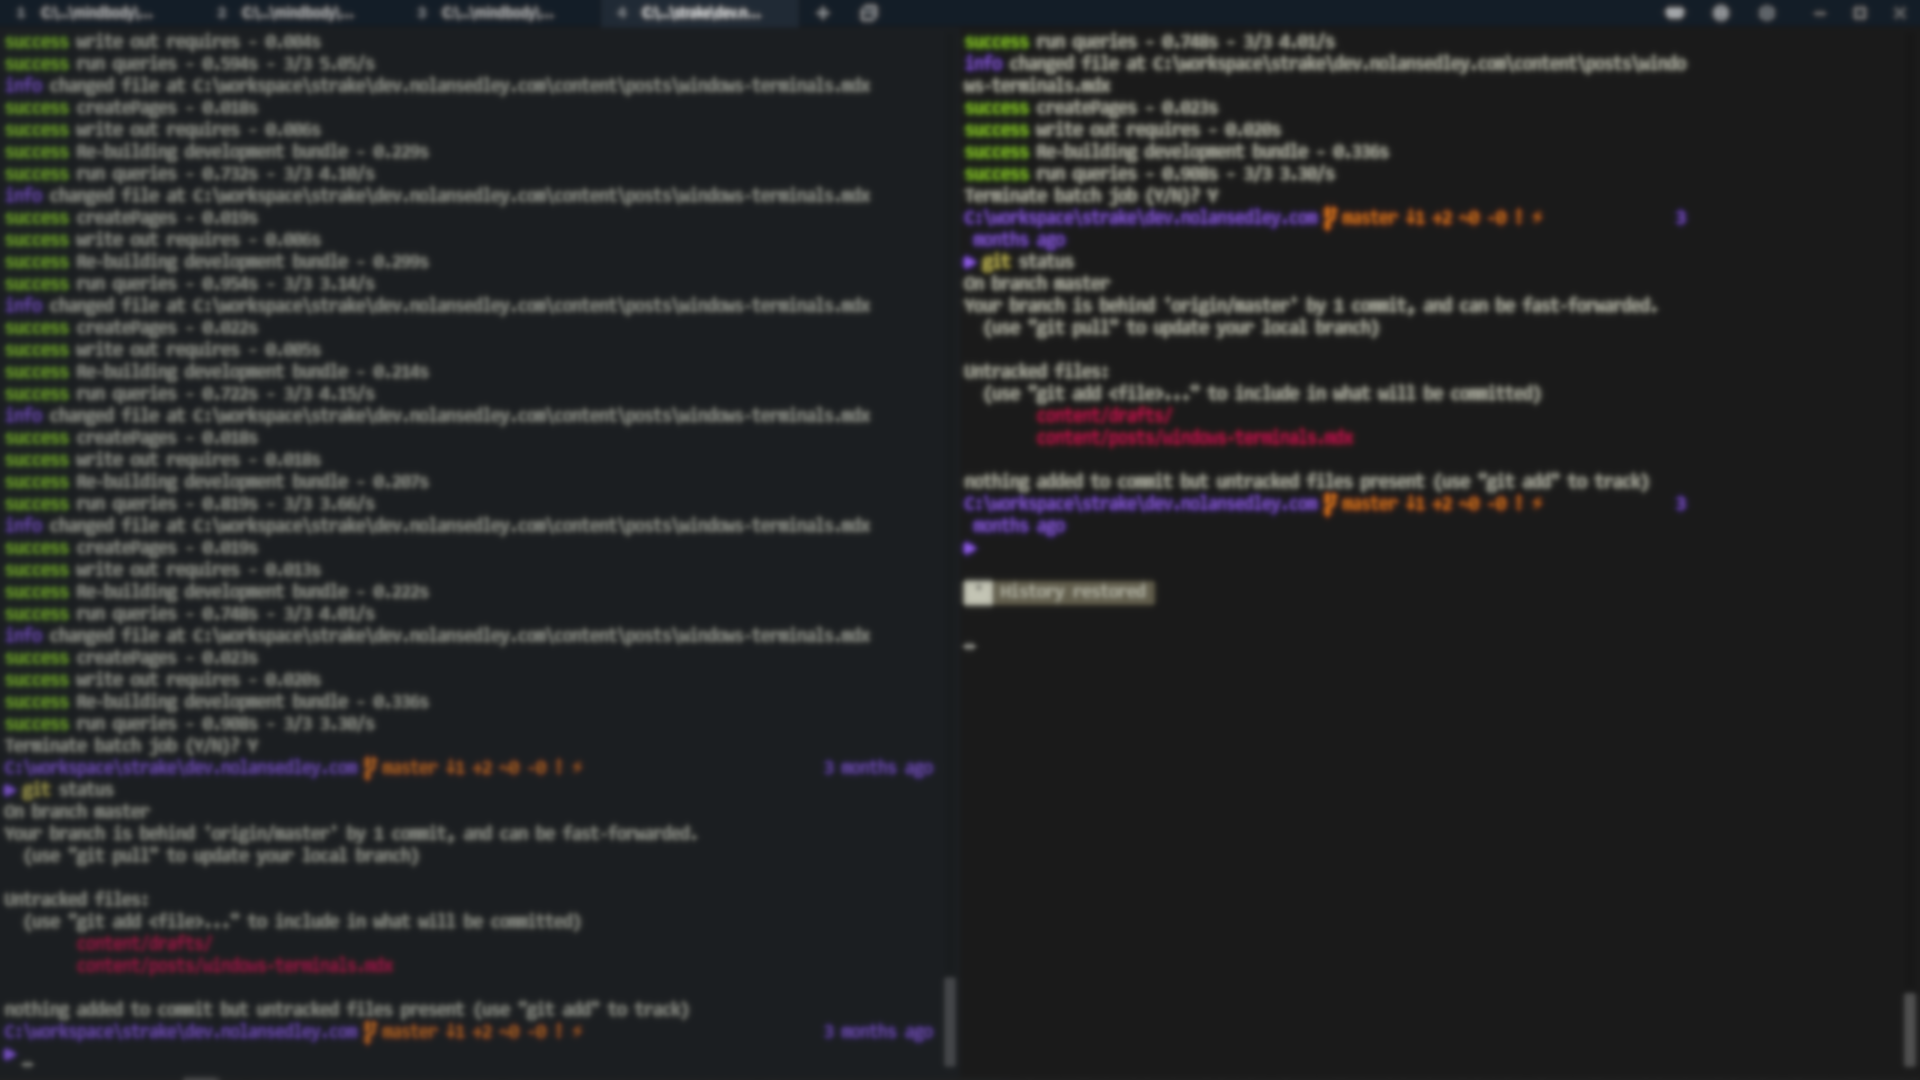 1 C:\...\mindbody\...
2 C:\...\mindbody\...
3 C:\...\mindbody\...
4 C:\...\strake\dev.n...
success write out requires - 0.004s
success run queries - 0.594s - 3/3 5.05/s
info changed file at C:\workspace\strake\dev.nolansedley.com\content\posts\windows-terminals.mdx
success createPages - 0.018s
success write out requires - 0.006s
success Re-building development bundle - 0.229s
success run queries - 0.732s - 3/3 4.10/s
info changed file at C:\workspace\strake\dev.nolansedley.com\content\posts\windows-terminals.mdx
success createPages - 0.019s
success write out requires - 0.006s
success Re-building development bundle - 0.299s
success run queries - 0.954s - 3/3 3.14/s
info changed file at C:\workspace\strake\dev.nolansedley.com\content\posts\windows-terminals.mdx
success createPages - 0.022s
success write out requires - 0.005s
success Re-building development bundle - 0.214s
success run queries - 0.722s - 3/3 4.15/s
info changed file at C:\workspace\strake\dev.nolansedley.com\content\posts\windows-terminals.mdx
success createPages - 0.018s
success write out requires - 0.018s
success Re-building development bundle - 0.207s
success run queries - 0.819s - 3/3 3.66/s
info changed file at C:\workspace\strake\dev.nolansedley.com\content\posts\windows-terminals.mdx
success createPages - 0.019s
success write out requires - 0.013s
success Re-building development bundle - 0.222s
success run queries - 0.748s - 3/3 4.01/s
info changed file at C:\workspace\strake\dev.nolansedley.com\content\posts\windows-terminals.mdx
success createPages - 0.023s
success write out requires - 0.020s
success Re-building development bundle - 0.336s
success run queries - 0.908s - 3/3 3.30/s
Terminate batch job (Y/N)? Y
C:\workspace\strake\dev.nolansedley.com master ↓1 +2 ~0 -0 ! ⚡ 3 months ago
▶ git status
On branch master
Your branch is behind 'origin/master' by 1 commit, and can be fast-forwarded.
(use "git pull" to update your local branch)
Untracked files:
(use "git add <file>..." to include in what will be committed)
content/drafts/
content/posts/windows-terminals.mdx
nothing added to commit but untracked files present (use "git add" to track)
C:\workspace\strake\dev.nolansedley.com master ↓1 +2 ~0 -0 ! ⚡ 3 months ago
▶ _
success run queries - 0.748s - 3/3 4.01/s
info changed file at C:\workspace\strake\dev.nolansedley.com\content\posts\windo
ws-terminals.mdx
success createPages - 0.023s
success write out requires - 0.020s
success Re-building development bundle - 0.336s
success run queries - 0.908s - 3/3 3.30/s
Terminate batch job (Y/N)? Y
C:\workspace\strake\dev.nolansedley.com master ↓1 +2 ~0 -0 ! ⚡ 3
months ago
▶ git status
On branch master
Your branch is behind 'origin/master' by 1 commit, and can be fast-forwarded.
(use "git pull" to update your local branch)
Untracked files:
(use "git add <file>..." to include in what will be committed)
content/drafts/
content/posts/windows-terminals.mdx
nothing added to commit but untracked files present (use "git add" to track)
C:\workspace\strake\dev.nolansedley.com master ↓1 +2 ~0 -0 ! ⚡ 3
months ago
▶
* History restored
_